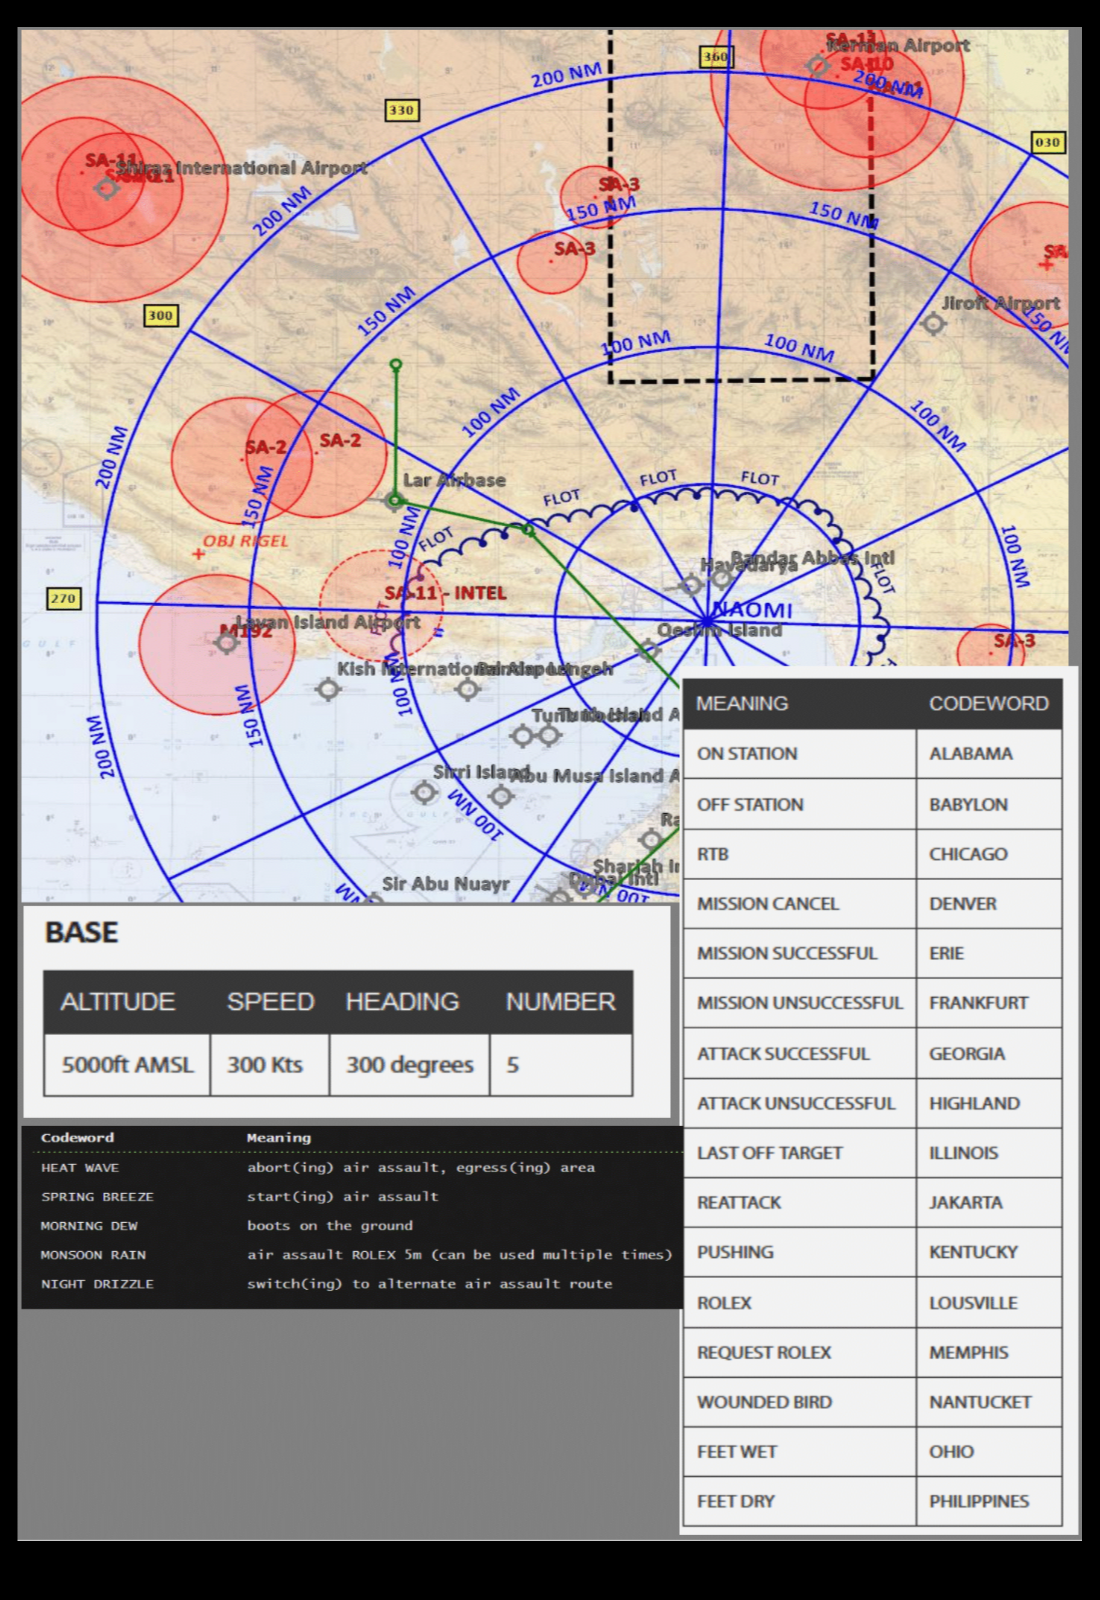 360
SA-11
Kerman Airport
SA-10
200 NM
200 NM
330
030
SA-11
Shiraz International Airport
200 NM
SA-3
150 NM
150 NM
SA-3
SA
Jiroft Airport
150 NM
300
150 NM
100 NM
100 NM
100 NM
100 NM
200 NM
SA-2
SA-2
Lar Airbase
FLOT
FLOT
FLOT
150 NM
100 NM
FLOT
100 NM
OBJ RIGEL
Bandar Abbas Intl
Havadarya
FLOT
270
SA-11 - INTEL
NAOMI
M192
Lavan Island Airport
FLOT
Qeshm Island
SA-3
Kish International Airport
Bandar Lengeh
100 NM
150 NM
200 NM
Tunb Island A
Sirri Island
Abu Musa Island A
100 NM
Ra
Sharjah In
Dubai Intl
Sir Abu Nuayr
NM
100 NM
BASE
ALTITUDE SPEED HEADING NUMBER
5000ft AMSL 300 Kts 300 degrees 5
Codeword Meaning
HEAT WAVE abort(ing) air assault, egress(ing) area
SPRING BREEZE start(ing) air assault
MORNING DEW boots on the ground
MONSOON RAIN air assault ROLEX 5m (can be used multiple times)
NIGHT DRIZZLE switch(ing) to alternate air assault route
MEANING CODEWORD
ON STATION ALABAMA
OFF STATION BABYLON
RTB CHICAGO
MISSION CANCEL DENVER
MISSION SUCCESSFUL ERIE
MISSION UNSUCCESSFUL FRANKFURT
ATTACK SUCCESSFUL GEORGIA
ATTACK UNSUCCESSFUL HIGHLAND
LAST OFF TARGET ILLINOIS
REATTACK JAKARTA
PUSHING KENTUCKY
ROLEX LOUSVILLE
REQUEST ROLEX MEMPHIS
WOUNDED BIRD NANTUCKET
FEET WET OHIO
FEET DRY PHILIPPINES